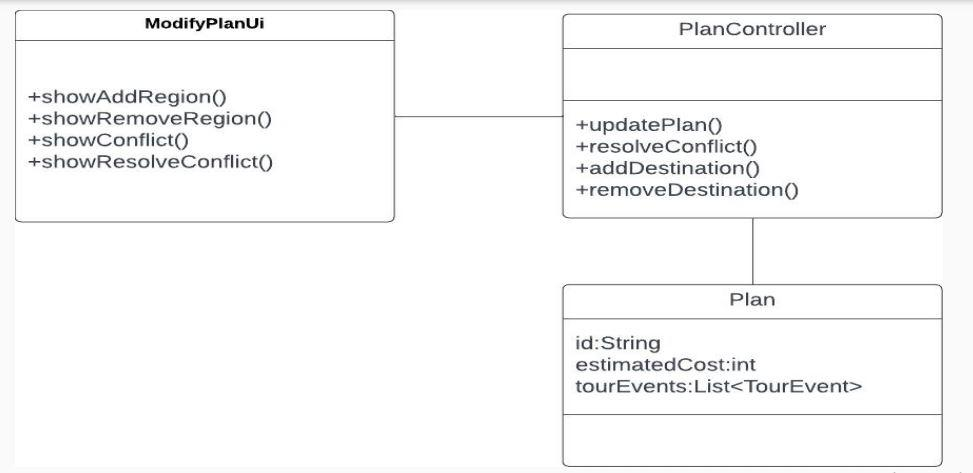 ModifyPlanUi
+showAddRegion()
+showRemoveRegion()
+showConflict()
+showResolveConflict()
PlanController
+updatePlan()
+resolveConflict()
+addDestination()
+removeDestination()
Plan
id:String
estimatedCost:int
tourEvents:List<TourEvent>